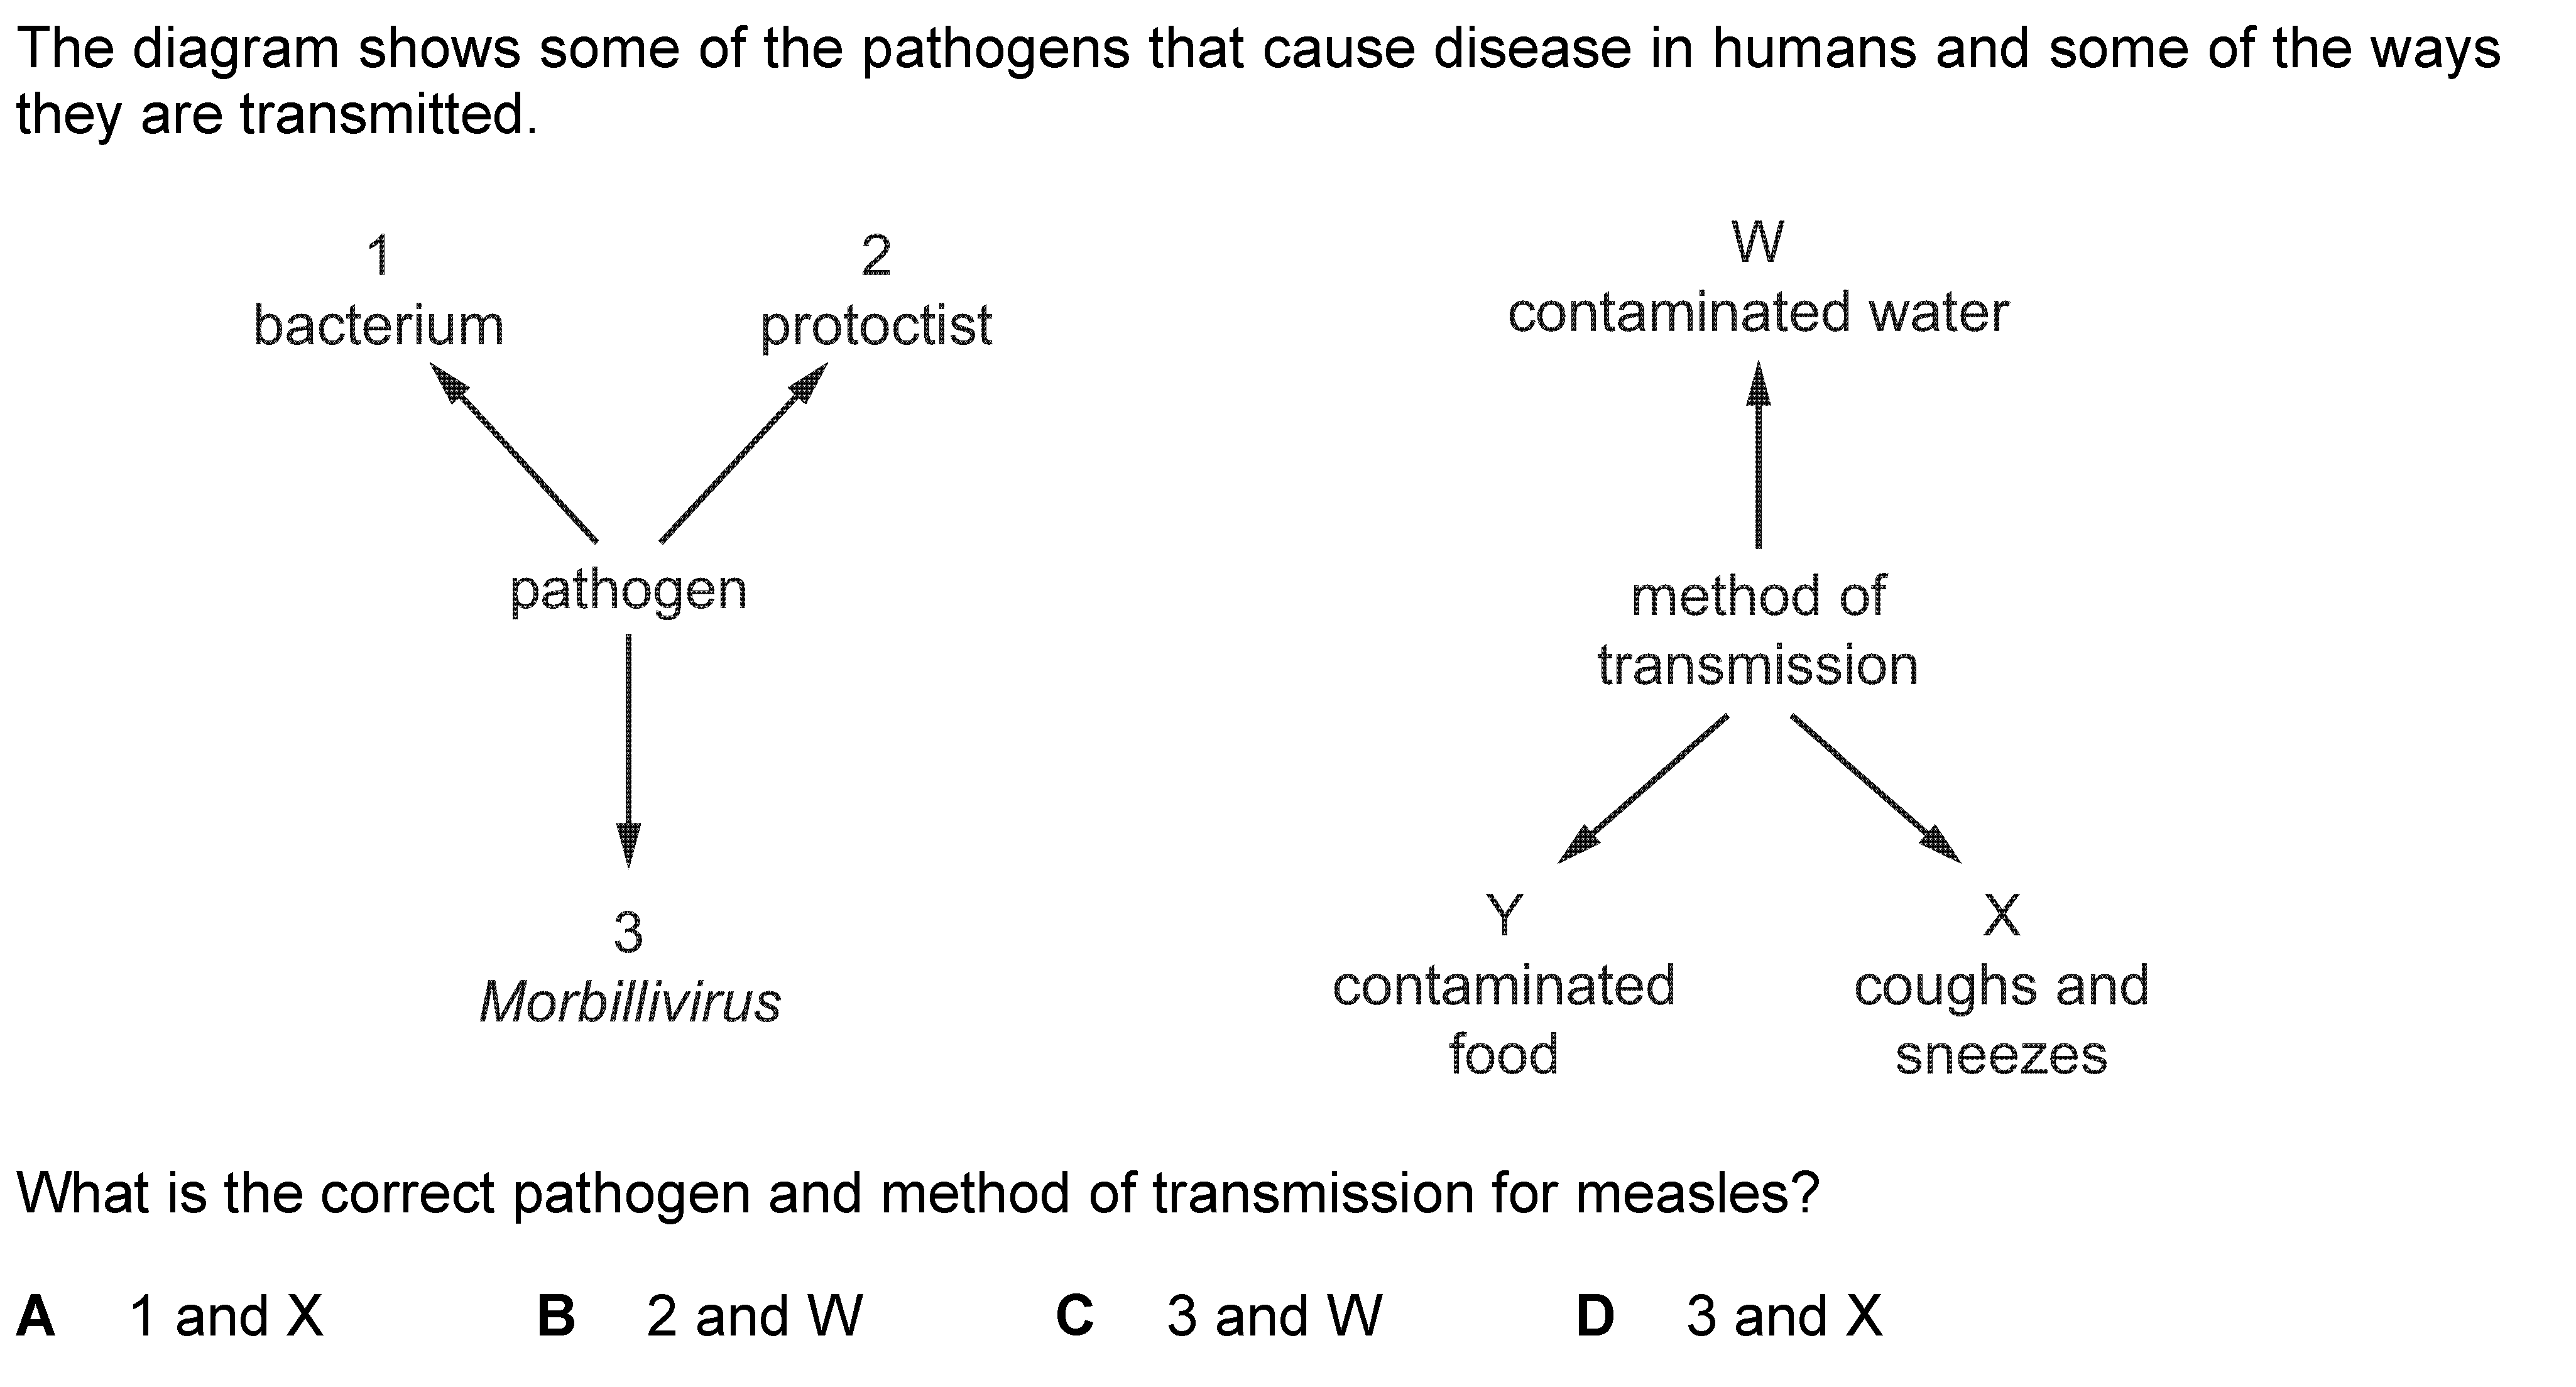 The diagram shows some of the pathogens that cause disease in humans and some of the ways
they are transmitted.
1
bacterium
2
protoctist
pathogen
3
Morbillivirus
W
contaminated water
method of
transmission
Y
contaminated
food
X
coughs and
sneezes
What is the correct pathogen and method of transmission for measles?
A 1 and X B 2 and W C 3 and W D 3 and X